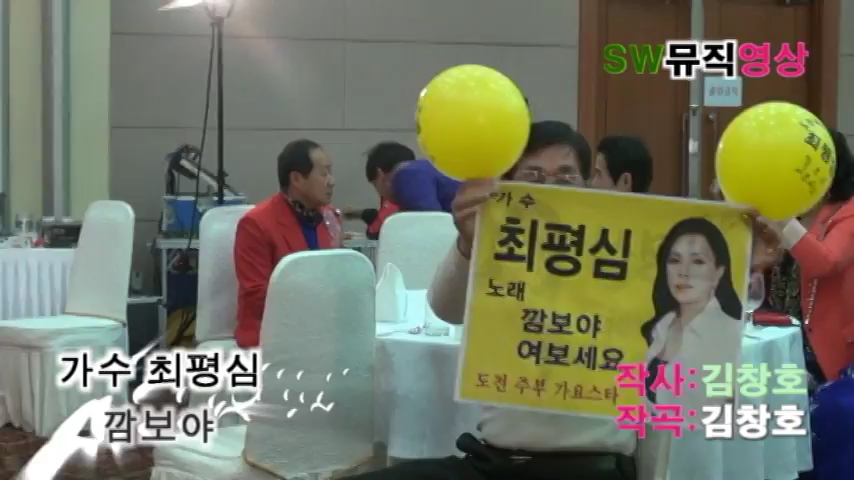 SW뮤직영상
가수
최평심
노래
깜보야
여보세요
도전 주부 가요스타
최평
가수 최평심
깜보야
작사:김창호
작곡:김창호